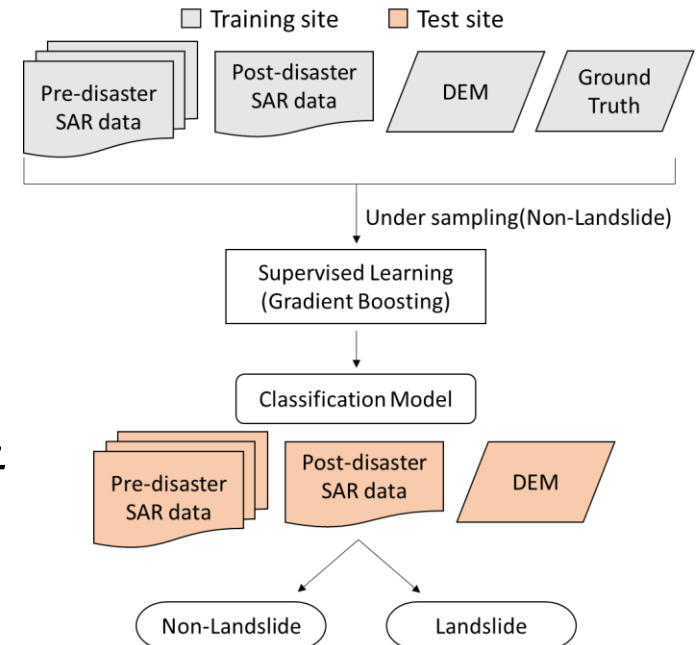 Training site
Test site
Pre-disaster
SAR data
Post-disaster
SAR data
DEM
Ground
Truth
Under sampling(Non-Landslide)
Supervised Learning
(Gradient Boosting)
Classification Model
Pre-disaster
SAR data
Post-disaster
SAR data
DEM
Non-Landslide
Landslide